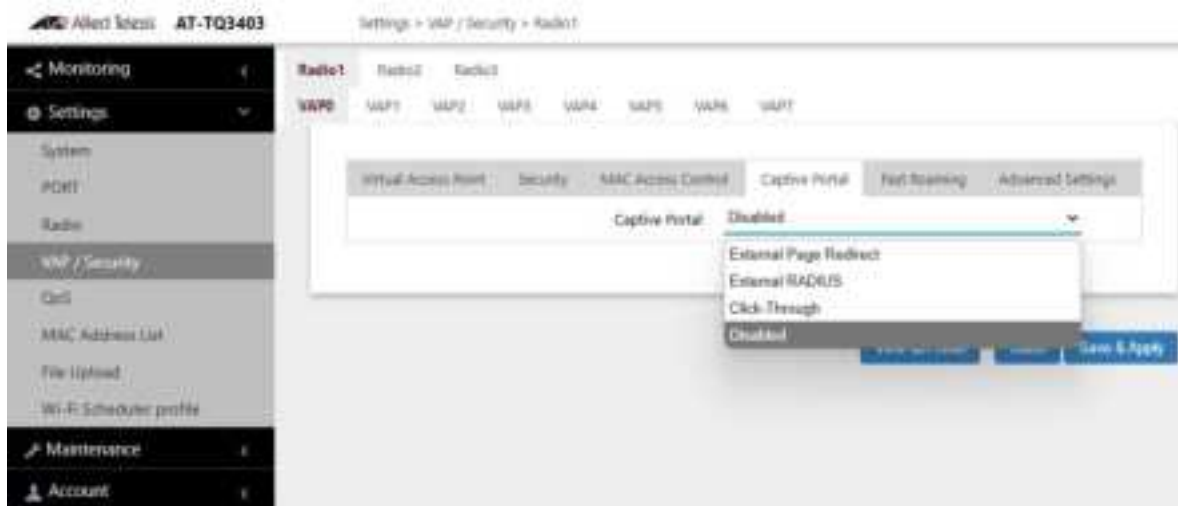 Allied Telesis AT-TQ3403
Settings > VAP / Security > Radio1
Monitoring
Settings
System
PORT
Radio
VAP / Security
QoS
MAC Address List
File Upload
Wi-Fi Scheduler profile
Maintenance
Account
Radio1 Radio2 Radio3
VAP0 VAP1 VAP2 VAP3 VAP4 VAP5 VAP6 VAP7
Virtual Access Point Security MAC Access Control Captive Portal Fast Roaming Advanced Settings
Captive Portal Disabled
External Page Redirect
External RADIUS
Click-Through
Disabled
Save & Apply